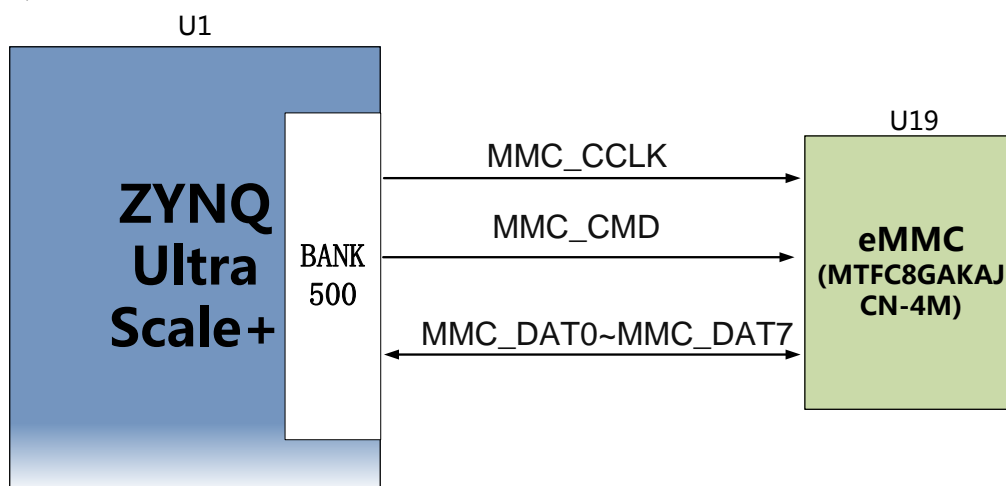 U1
U19
ZYNQ
Ultra
Scale+
BANK
500
MMC_CCLK
MMC_CMD
MMC_DAT0~MMC_DAT7
eMMC
(MTFC8GAKAJ
CN-4M)